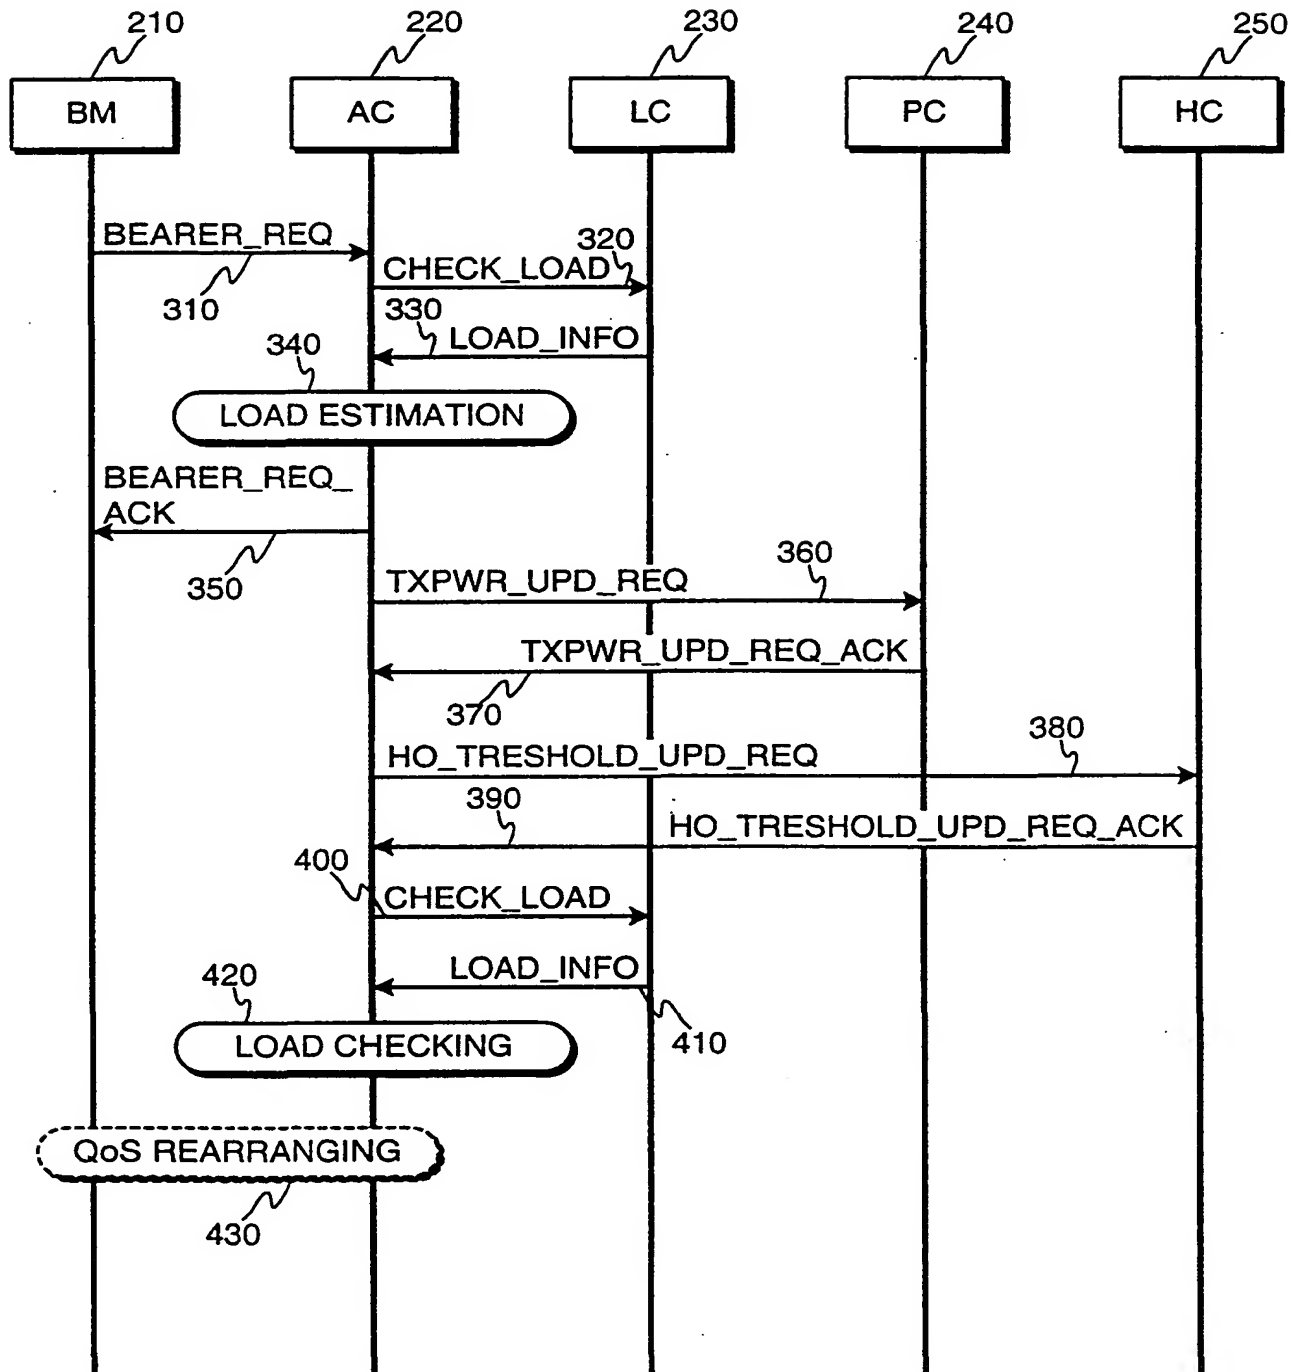 210
220
230
240
250
BM
AC
LC
PC
HC
BEARER_REQ
310
320
CHECK_LOAD
330
LOAD_INFO
340
LOAD ESTIMATION
BEARER_REQ_
ACK
350
360
TXPWR_UPD_REQ
TXPWR_UPD_REQ_ACK
370
380
HO_TRESHOLD_UPD_REQ
390
HO_TRESHOLD_UPD_REQ_ACK
400
CHECK_LOAD
LOAD_INFO
410
420
LOAD CHECKING
QoS REARRANGING
430